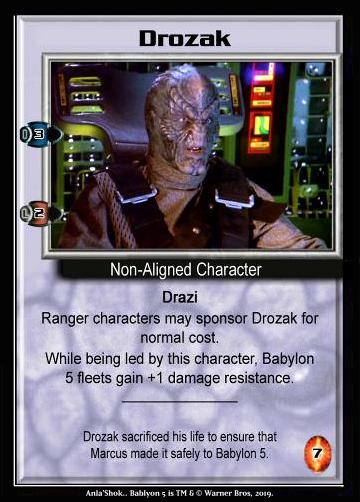 Drozak
D 3
P 2
Non-Aligned Character
Drazi
Ranger characters may sponsor Drozak for
normal cost.
While being led by this character, Babylon
5 fleets gain +1 damage resistance.
Drozak sacrificed his life to ensure that
Marcus made it safely to Babylon 5.
7
Anla'Shok.. Bablyon 5 is TM & © Warner Bros, 2019.